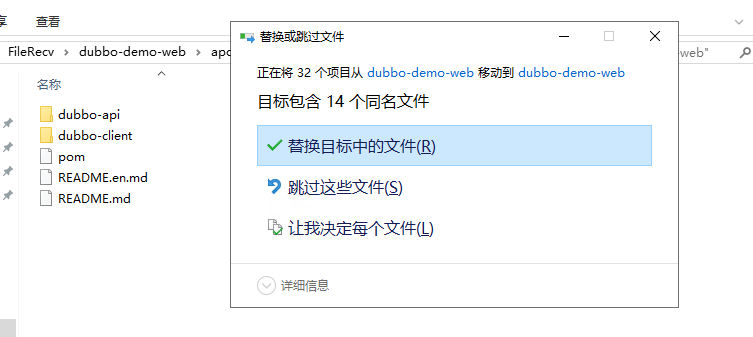 享 查看
替换或跳过文件
FileRecv › dubbo-demo-web ›
正在将 32 个项目从 dubbo-demo-web 移动到 dubbo-demo-web
名称
目标包含 14 个同名文件
dubbo-api
dubbo-client
pom
README.en.md
README.md
替换目标中的文件(R)
跳过这些文件(S)
让我决定每个文件(L)
详细信息